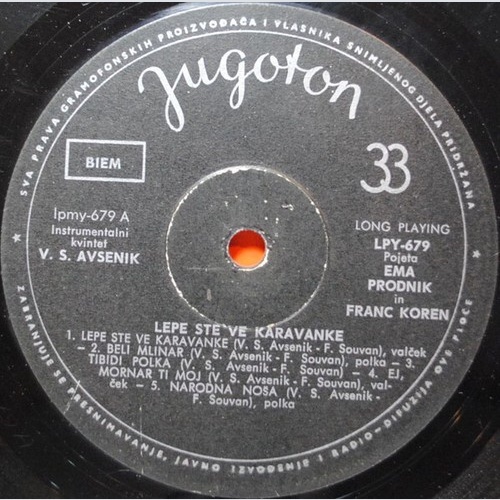 SVA PRAVA GRAMOFONSKIH PROIZVOĐAČA I VLASNIKA SNIMLJENOG DJELA PRIDRŽANA
Jugoton
BIEM
33
lpmy-679 A
Instrumentalni
kvintet
V. S. AVSENIK
LONG PLAYING
LPY-679
Pojeta
EMA
PRODNIK
in
FRANC KOREN
LEPE STE VE KARAVANKE
1. LEPE STE VE KARAVANKE (V. S. Avsenik-F. Souvan), valček
- 2. BELI MLINAR (V. S. Avsenik-F. Souvan), polka - 3.
TIBIDI POLKA (V. S. Avsenik-F. Souvan) - 4. EJ,
MORNAR TI MOJ (V. S. Avsenik - F. Souvan), val-
ček - 5. NARODNA NOŠA (V. S. Avsenik-
F. Souvan), polka
ZABRANJUJE SE PRESNIMAVANJE, JAVNO IZVOĐENJE I RADIO-DIFUZIJA OVE PLOČE